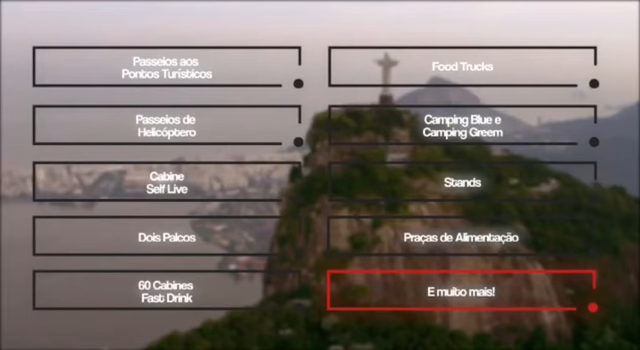 Passeios aos
Pontos Turísticos
Passeios de
Helicóptero
Cabine
Self Live
Dois Palcos
60 Cabines
Fast Drink
Food Trucks
Camping Blue e
Camping Greem
Stands
Praças de Alimentação
E muito mais!